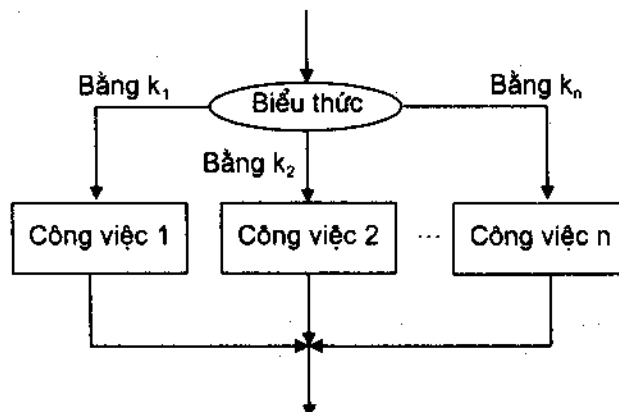 Bằng k₁
Biểu thức
Bằng kₙ
Bằng k₂
Công việc 1
Công việc 2
...
Công việc n